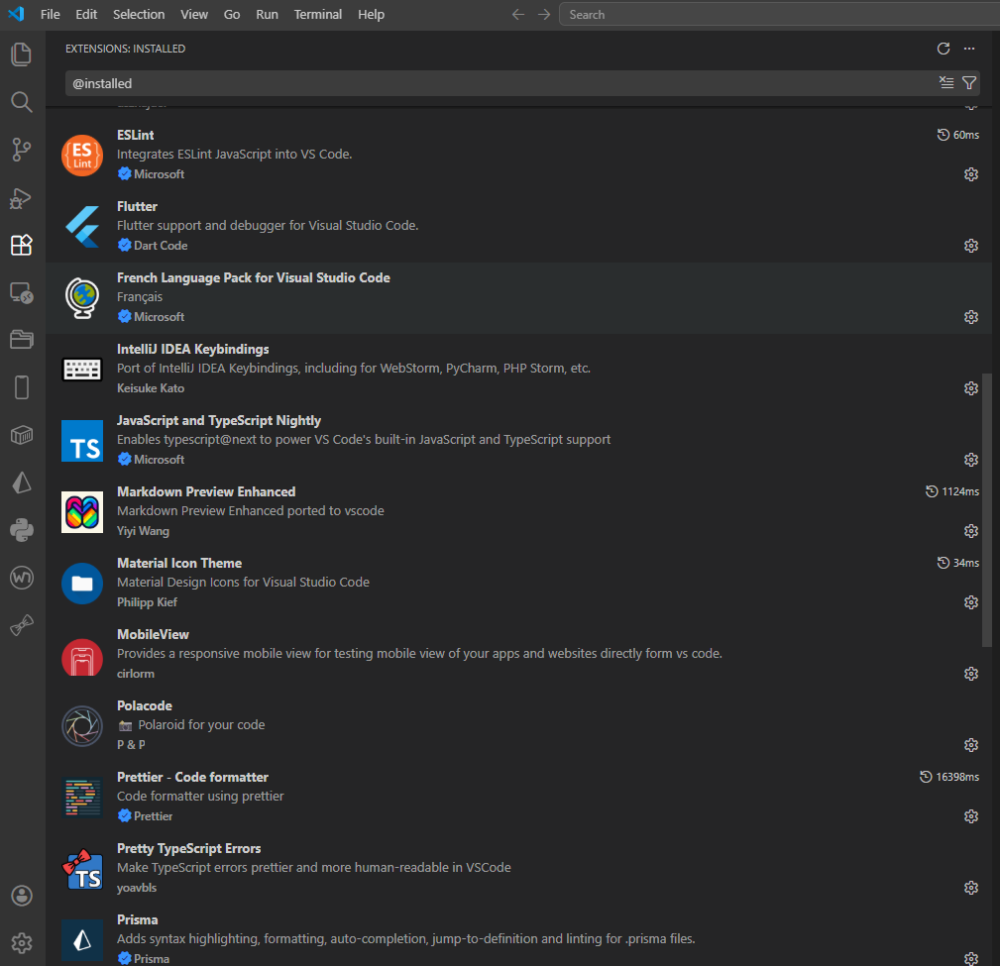 File Edit Selection View Go Run Terminal Help
Search
EXTENSIONS: INSTALLED
@installed
ESLint
60ms
Integrates ESLint JavaScript into VS Code.
Microsoft
ES
Lint
Flutter
Flutter support and debugger for Visual Studio Code.
Dart Code
French Language Pack for Visual Studio Code
Français
Microsoft
IntelliJ IDEA Keybindings
Port of IntelliJ IDEA Keybindings, including for WebStorm, PyCharm, PHP Storm, etc.
Keisuke Kato
JavaScript and TypeScript Nightly
Enables typescript@next to power VS Code's built-in JavaScript and TypeScript support
TS
Microsoft
Markdown Preview Enhanced
1124ms
Markdown Preview Enhanced ported to vscode
Yiyi Wang
Material Icon Theme
34ms
Material Design Icons for Visual Studio Code
Philipp Kief
MobileView
Provides a responsive mobile view for testing mobile view of your apps and websites directly form vs code.
cirlorm
Polacode
📷 Polaroid for your code
P & P
Prettier - Code formatter
16398ms
Code formatter using prettier
Prettier
Pretty TypeScript Errors
Make TypeScript errors prettier and more human-readable in VSCode
TS
yoavbls
Prisma
Adds syntax highlighting, formatting, auto-completion, jump-to-definition and linting for .prisma files.
Prisma